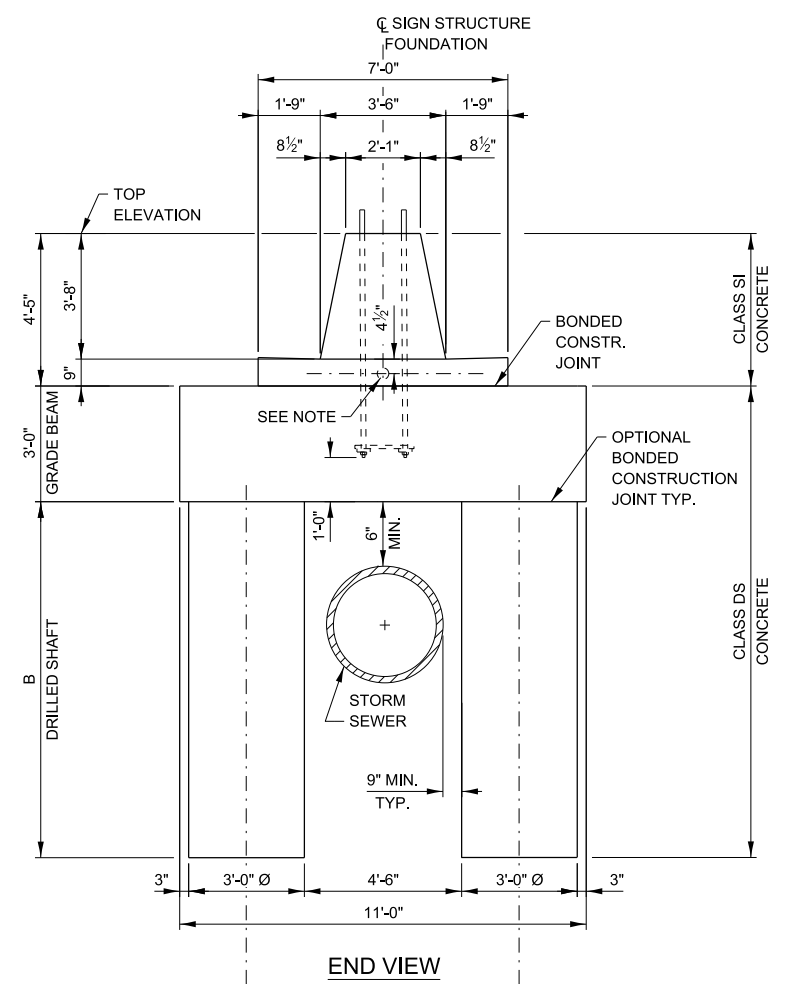 ℄ SIGN STRUCTURE
FOUNDATION
7'-0"
1'-9"
3'-6"
1'-9"
8½"
2'-1"
8½"
TOP
ELEVATION
4'-5"
3'-8"
9"
4½"
CLASS SI
CONCRETE
BONDED
CONSTR.
JOINT
SEE NOTE
3'-0"
GRADE BEAM
OPTIONAL
BONDED
CONSTRUCTION
JOINT TYP.
1'-0"
6"
MIN.
B
DRILLED SHAFT
STORM
SEWER
CLASS DS
CONCRETE
9" MIN.
TYP.
3"
3'-0" Ø
4'-6"
3'-0" Ø
3"
11'-0"
END VIEW